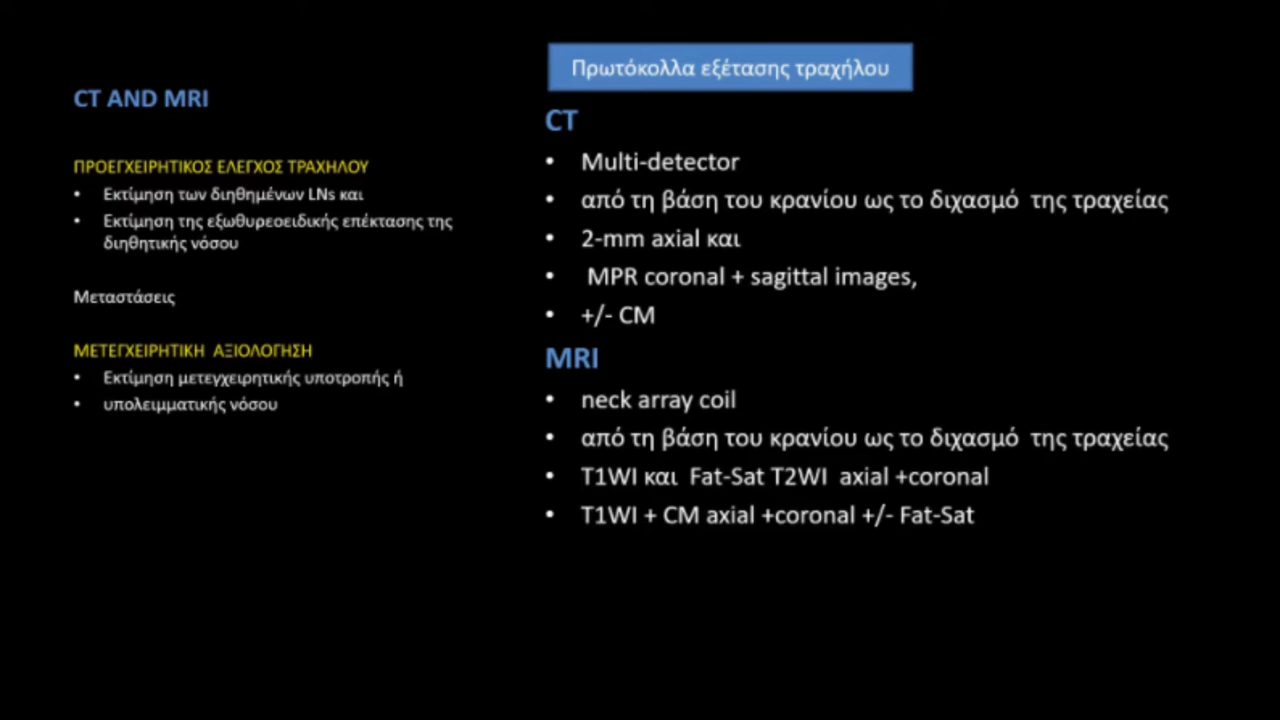 CT AND MRI
ΠΡΟΕΓΧΕΙΡΗΤΙΚΟΣ ΕΛΕΓΧΟΣ ΤΡΑΧΗΛΟΥ
• Εκτίμηση των διηθημένων LNs και
• Εκτίμηση της εξωθυρεοειδικής επέκτασης της
διηθητικής νόσου
Μεταστάσεις
ΜΕΤΕΓΧΕΙΡΗΤΙΚΗ ΑΞΙΟΛΟΓΗΣΗ
• Εκτίμηση μετεγχειρητικής υποτροπής ή
• υπολειμματικής νόσου
Πρωτόκολλα εξέτασης τραχήλου
CT
• Multi-detector
• από τη βάση του κρανίου ως το διχασμό της τραχείας
• 2-mm axial και
• MPR coronal + sagittal images,
• +/- CM
MRI
• neck array coil
• από τη βάση του κρανίου ως το διχασμό της τραχείας
• T1WI και Fat-Sat T2WI axial +coronal
• T1WI + CM axial +coronal +/- Fat-Sat